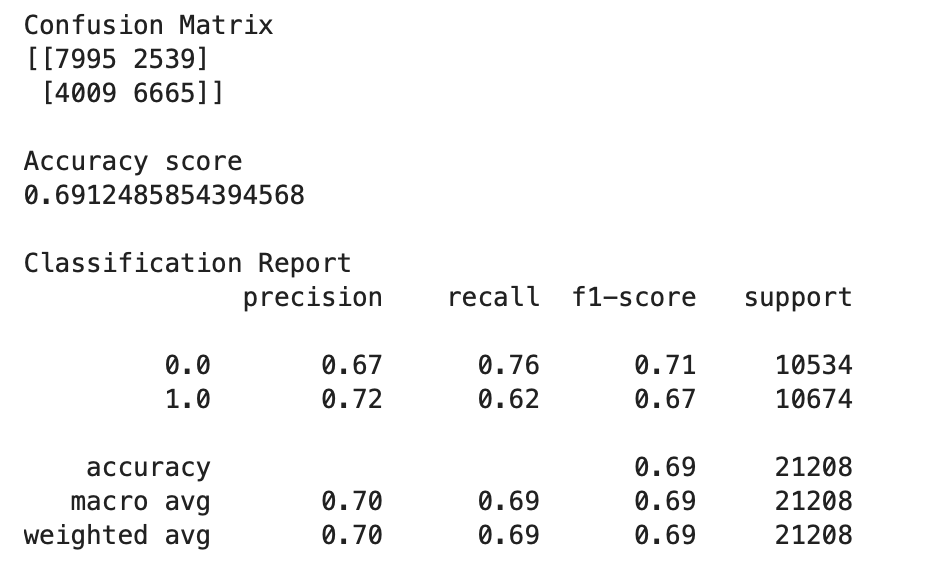 Confusion Matrix
[[7995 2539]
 [4009 6665]]
Accuracy score
0.6912485854394568
Classification Report
precision recall f1-score support
0.0 0.67 0.76 0.71 10534
1.0 0.72 0.62 0.67 10674
accuracy 0.69 21208
macro avg 0.70 0.69 0.69 21208
weighted avg 0.70 0.69 0.69 21208